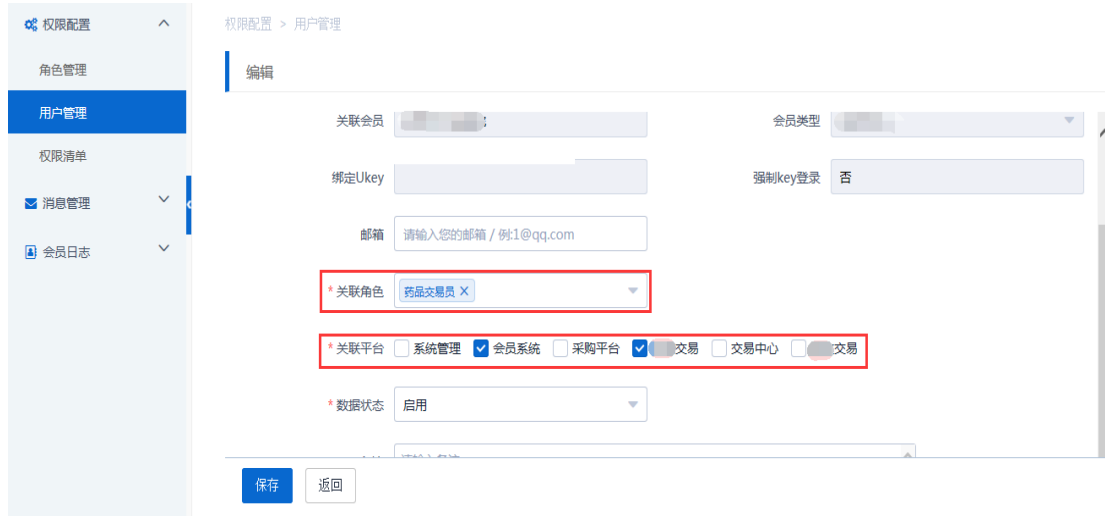 权限配置
角色管理
用户管理
权限清单
消息管理
会员日志
权限配置 > 用户管理
编辑
关联会员
会员类型
绑定Ukey
强制key登录 否
邮箱 请输入您的邮箱 / 例:1@qq.com
* 关联角色 药品交易员 X
* 关联平台 系统管理 会员系统 采购平台 交易 交易中心 交易
* 数据状态 启用
保存 返回